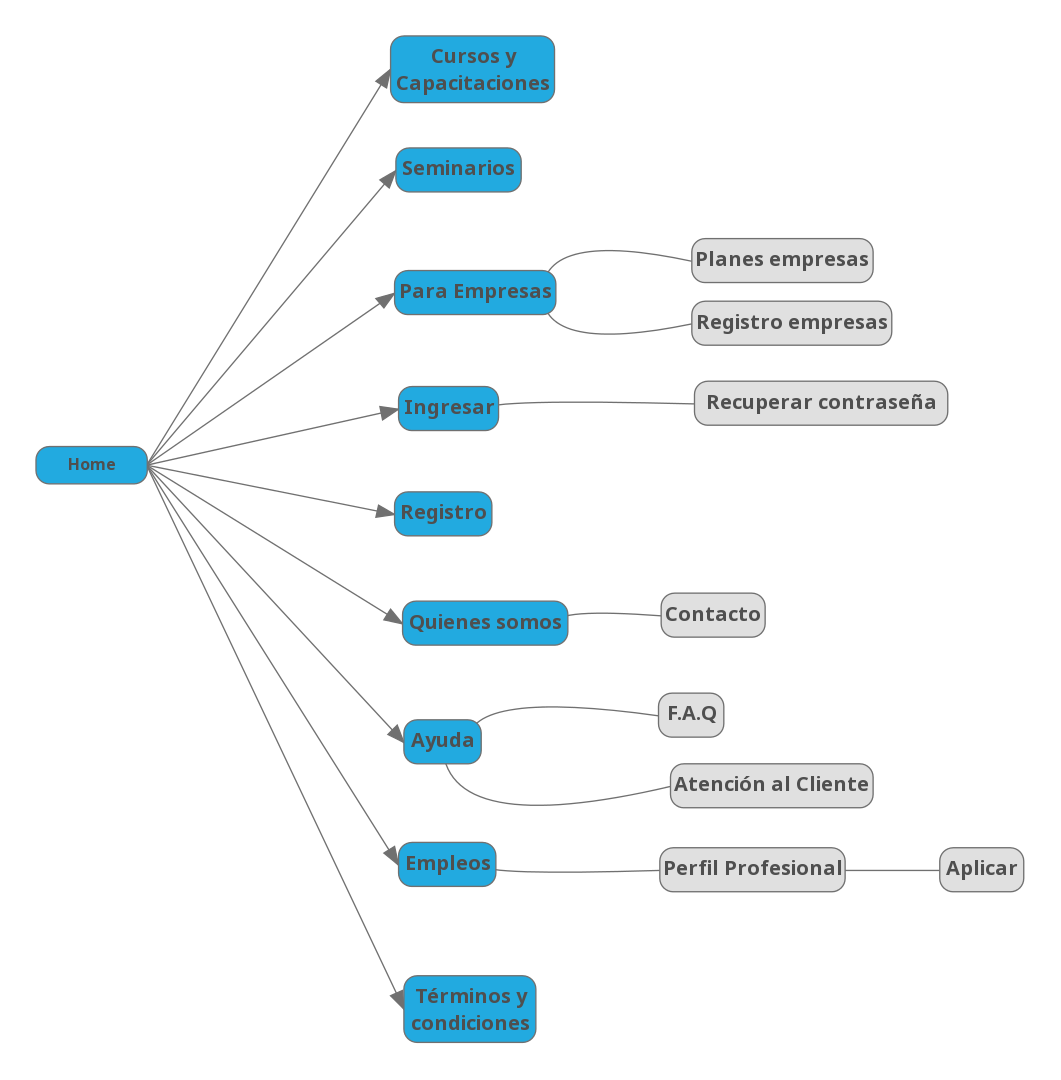 Cursos y
Capacitaciones
Seminarios
Para Empresas
Planes empresas
Registro empresas
Ingresar
Recuperar contraseña
Home
Registro
Quienes somos
Contacto
Ayuda
F.A.Q
Atención al Cliente
Empleos
Perfil Profesional
Aplicar
Términos y
condiciones